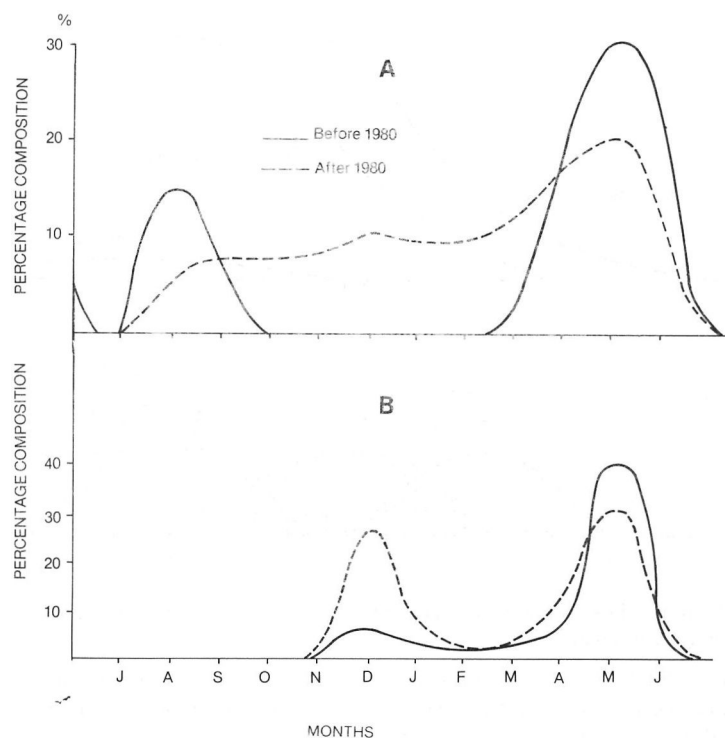 %
30
A
Before 1980
20
After 1980
10
PERCENTAGE COMPOSITION
B
40
30
20
10
PERCENTAGE COMPOSITION
J A S O N D J F M A M J
MONTHS